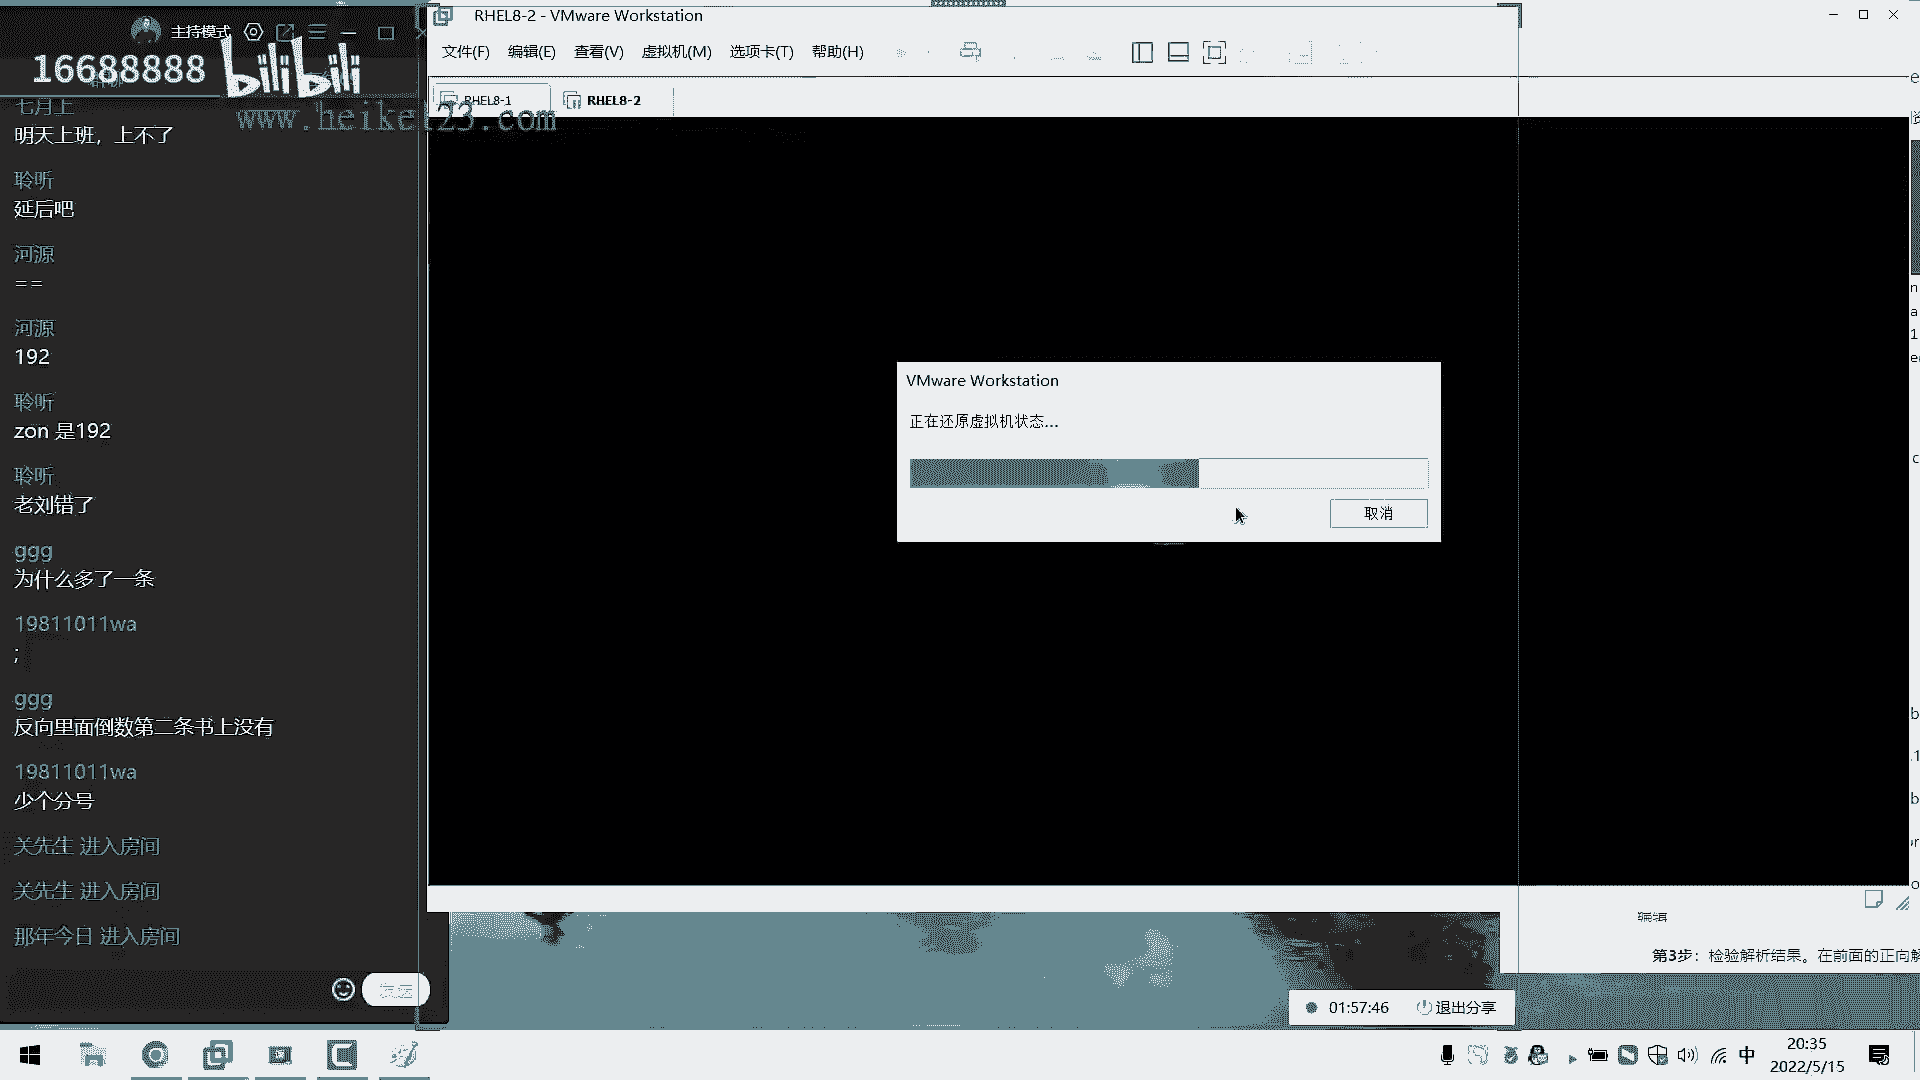 主持模式
16688888
bilibili
七月上
www.heike123.com
明天上班，上不了
聆听
延后吧
河源
==
河源
192
聆听
zon 是192
聆听
老刘错了
ggg
为什么多了一条
19811011wa
;
ggg
反向里面倒数第二条书上没有
19811011wa
少个分号
关先生 进入房间
关先生 进入房间
那年今日 进入房间
RHEL8-2 - VMware Workstation
文件(F) 编辑(E) 查看(V) 虚拟机(M) 选项卡(T) 帮助(H)
RHEL8-1 RHEL8-2
VMware Workstation
正在还原虚拟机状态...
取消
编辑
第3步：检验解析结果。在前面的正向解
01:57:46 退出分享
中
20:35
2022/5/15